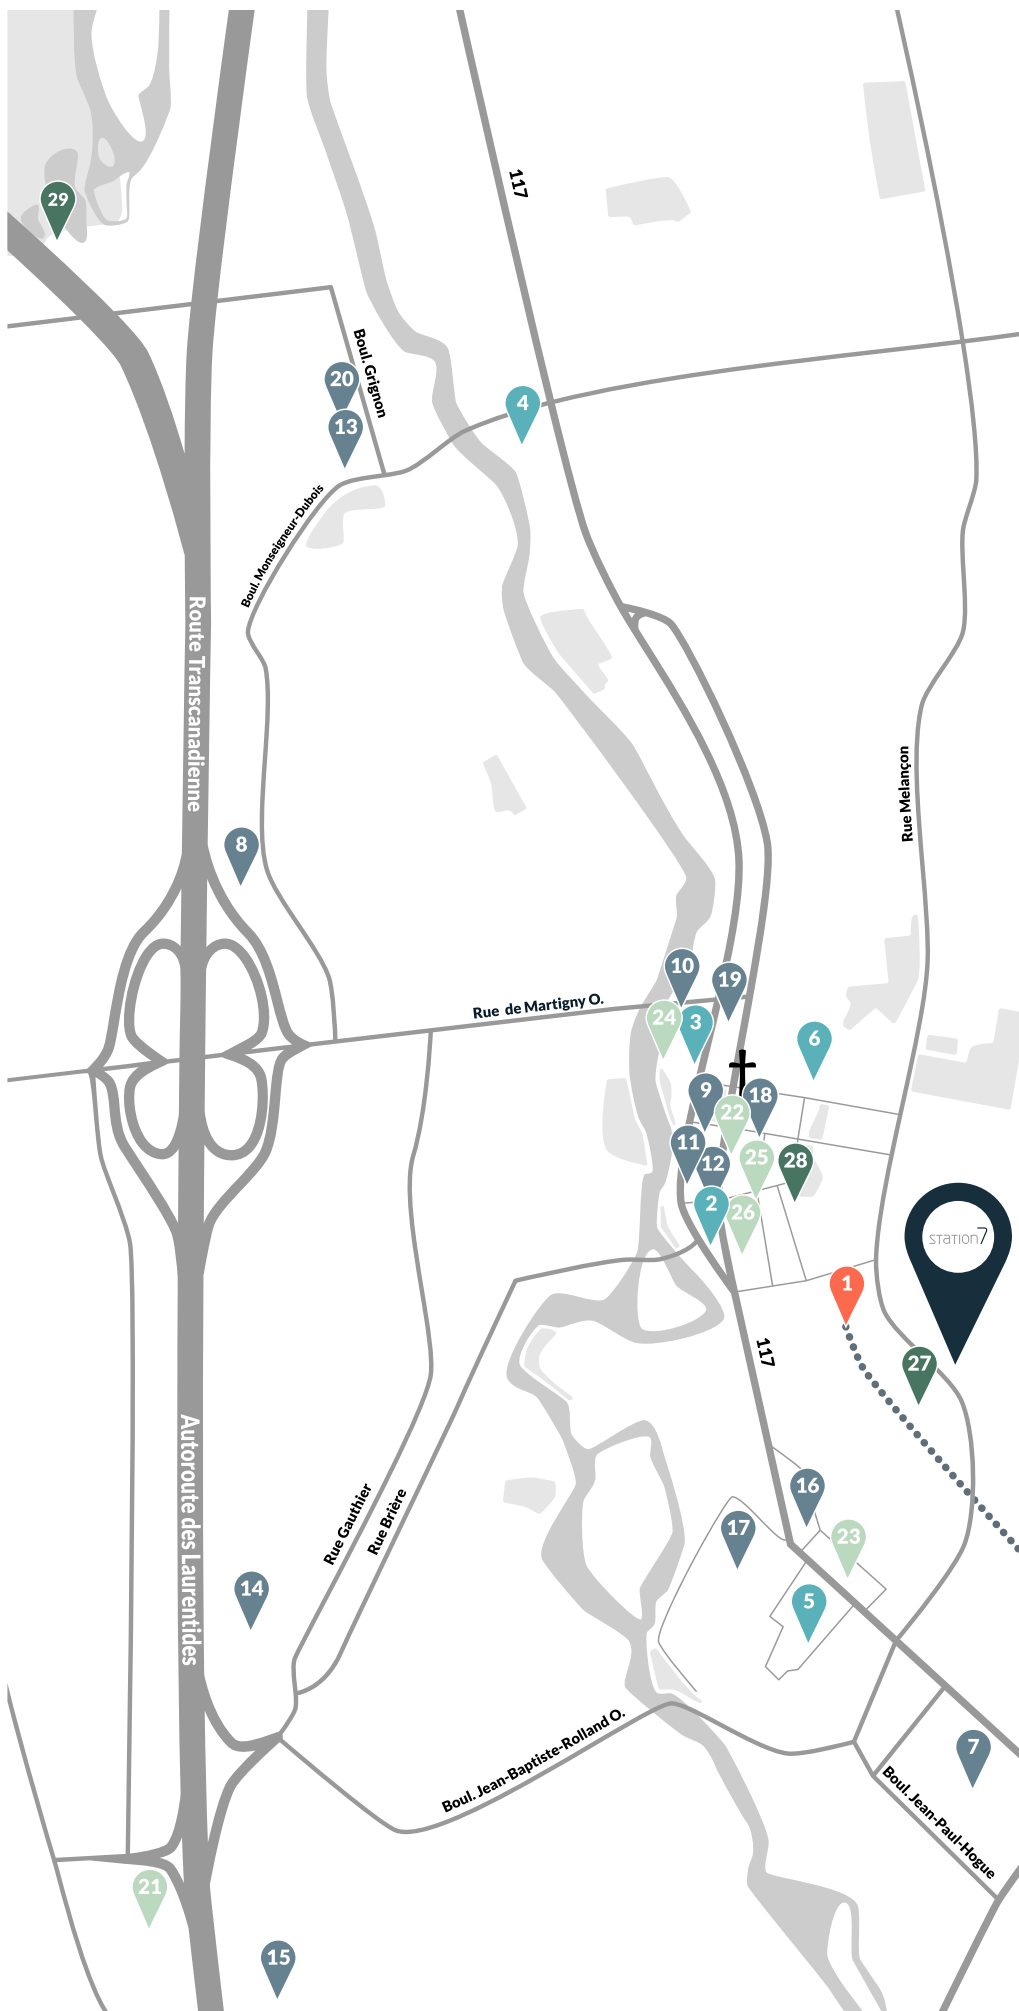 117
29
Boul. Grignon
20
4
13
Boul. Monseigneur-Dubois
Route Transcanadienne
Rue Melançon
8
10
19
Rue de Martigny O.
24
3
6
9
18
22
11
12
25
28
2
26
STATION7
1
117
27
Autoroute des Laurentides
Rue Gauthier
Rue Brière
16
17
23
14
5
Boul. Jean-Baptiste-Rolland O.
7
Boul. Jean-Paul-Hogue
21
15